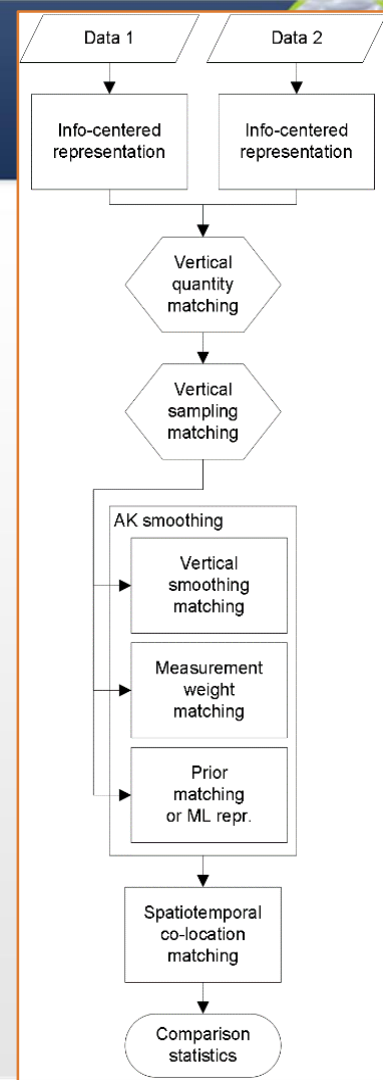 Data 1
Data 2
Info-centered
representation
Info-centered
representation
Vertical
quantity
matching
Vertical
sampling
matching
AK smoothing
Vertical
smoothing
matching
Measurement
weight
matching
Prior
matching
or ML repr.
Spatiotemporal
co-location
matching
Comparison
statistics